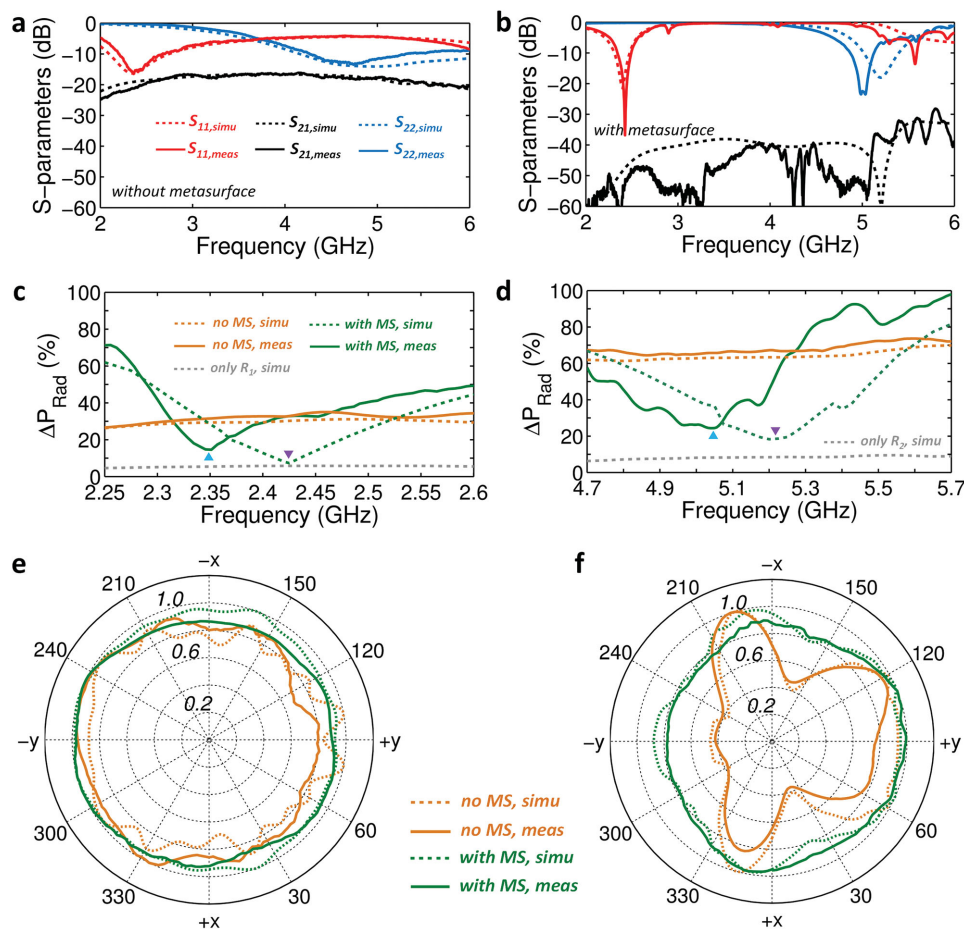 a
S−parameters (dB)
0
−10
−20
−30
−40
−50
−60
S11,simu S21,simu S22,simu
S11,meas S21,meas S22,meas
without metasurface
2 3 4 5 6
Frequency (GHz)
b
S−parameters (dB)
0
−10
−20
−30
−40
−50
−60
with metasurface
2 3 4 5 6
Frequency (GHz)
c
ΔPRad (%)
100
80
60
40
20
0
no MS, simu with MS, simu
no MS, meas with MS, meas
only R1, simu
2.25 2.3 2.35 2.4 2.45 2.5 2.55 2.6
Frequency (GHz)
d
ΔPRad (%)
100
80
60
40
20
0
only R2, simu
4.7 4.9 5.1 5.3 5.5 5.7
Frequency (GHz)
e
−x
210 150
1.0
240 120
0.6
0.2
−y +y
300 60
330 30
+x
f
−x
210 150
1.0
240 120
0.6
0.2
−y +y
300 60
330 30
+x
no MS, simu
no MS, meas
with MS, simu
with MS, meas